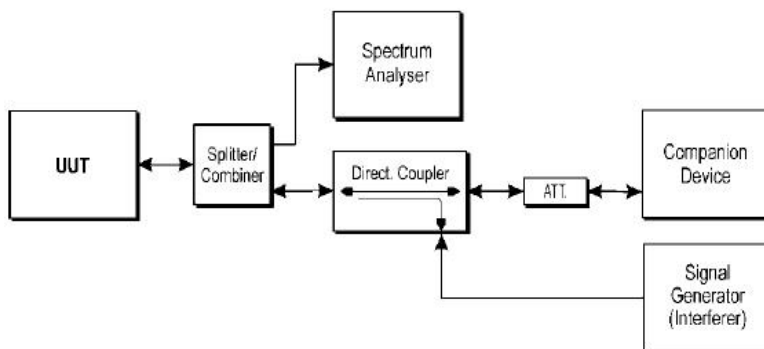 Spectrum
Analyser
UUT
Splitter/
Combiner
Direct. Coupler
ATT.
Companion
Device
Signal
Generator
(Interferer)